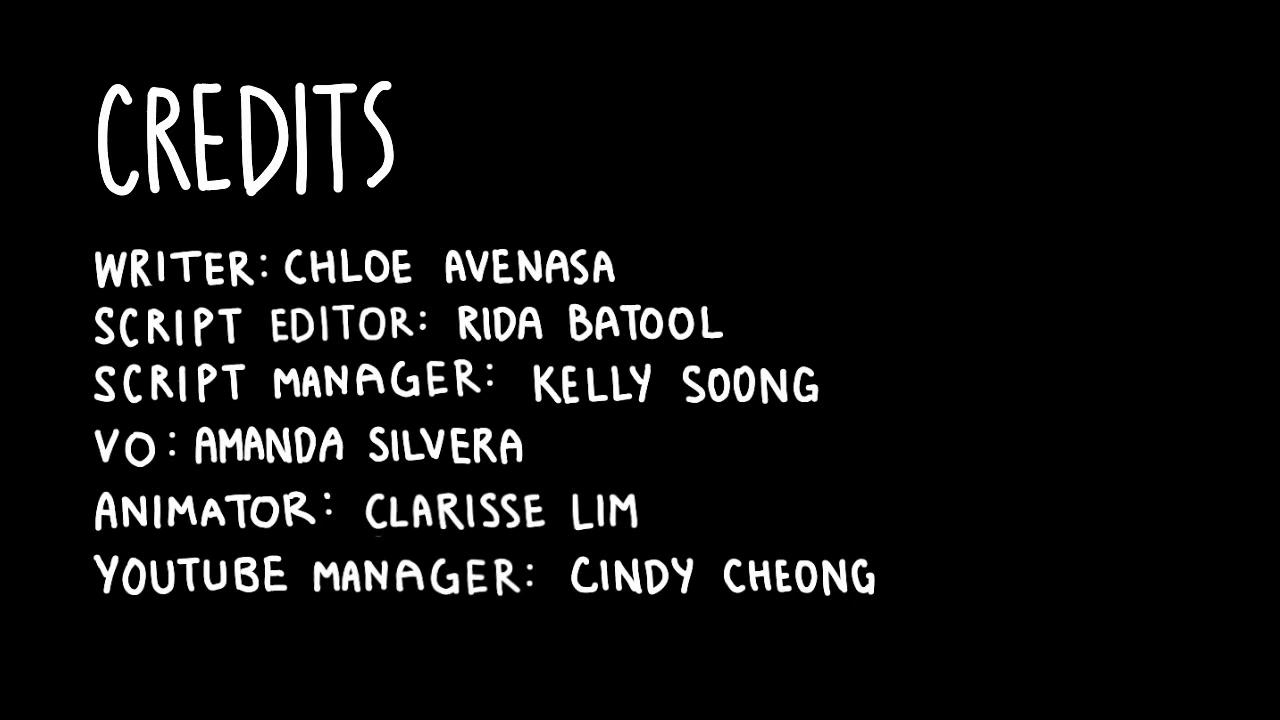 CREDITS
WRITER: CHLOE AVENASA
SCRIPT EDITOR: RIDA BATOOL
SCRIPT MANAGER: KELLY SOONG
VO: AMANDA SILVERA
ANIMATOR: CLARISSE LIM
YOUTUBE MANAGER: CINDY CHEONG